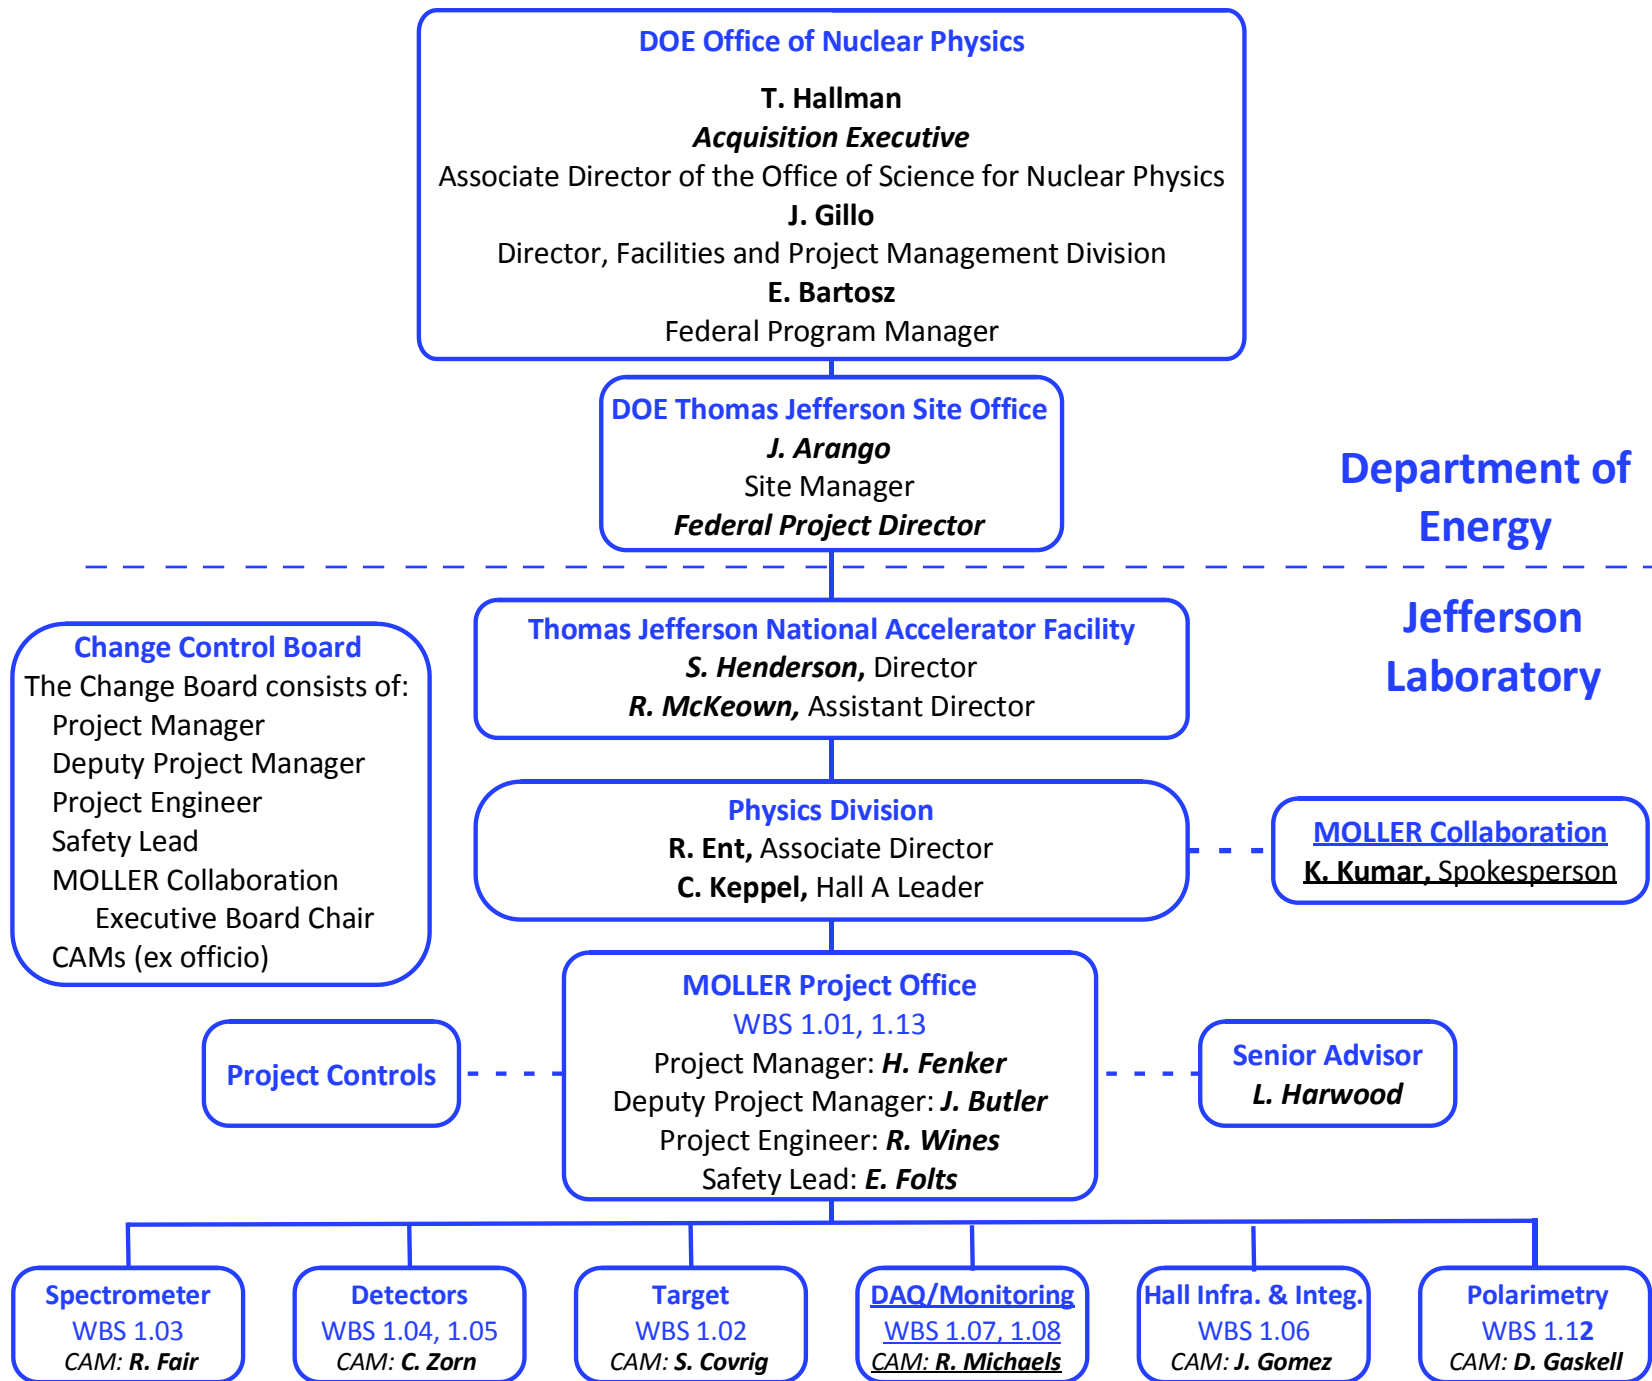 DOE Office of Nuclear Physics
T. Hallman
Acquisition Executive
Associate Director of the Office of Science for Nuclear Physics
J. Gillo
Director, Facilities and Project Management Division
E. Bartosz
Federal Program Manager
DOE Thomas Jefferson Site Office
J. Arango
Site Manager
Federal Project Director
Department of
Energy
Jefferson
Laboratory
Thomas Jefferson National Accelerator Facility
S. Henderson, Director
R. McKeown, Assistant Director
Change Control Board
The Change Board consists of:
Project Manager
Deputy Project Manager
Project Engineer
Safety Lead
MOLLER Collaboration
Executive Board Chair
CAMs (ex officio)
Physics Division
R. Ent, Associate Director
C. Keppel, Hall A Leader
MOLLER Collaboration
K. Kumar, Spokesperson
MOLLER Project Office
WBS 1.01, 1.13
Project Manager: H. Fenker
Deputy Project Manager: J. Butler
Project Engineer: R. Wines
Safety Lead: E. Folts
Project Controls
Senior Advisor
L. Harwood
Spectrometer
WBS 1.03
CAM: R. Fair
Detectors
WBS 1.04, 1.05
CAM: C. Zorn
Target
WBS 1.02
CAM: S. Covrig
DAQ/Monitoring
WBS 1.07, 1.08
CAM: R. Michaels
Hall Infra. & Integ.
WBS 1.06
CAM: J. Gomez
Polarimetry
WBS 1.12
CAM: D. Gaskell